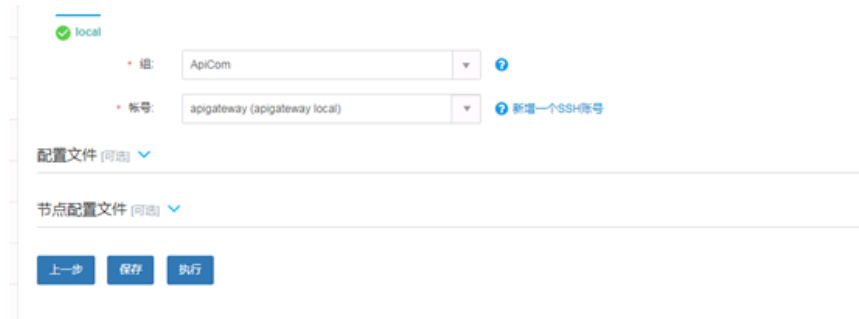 local
* 组: ApiCom
* 帐号: apigateway (apigateway local) 新增一个SSH账号
配置文件 [可选]
节点配置文件 [可选]
上一步 保存 执行